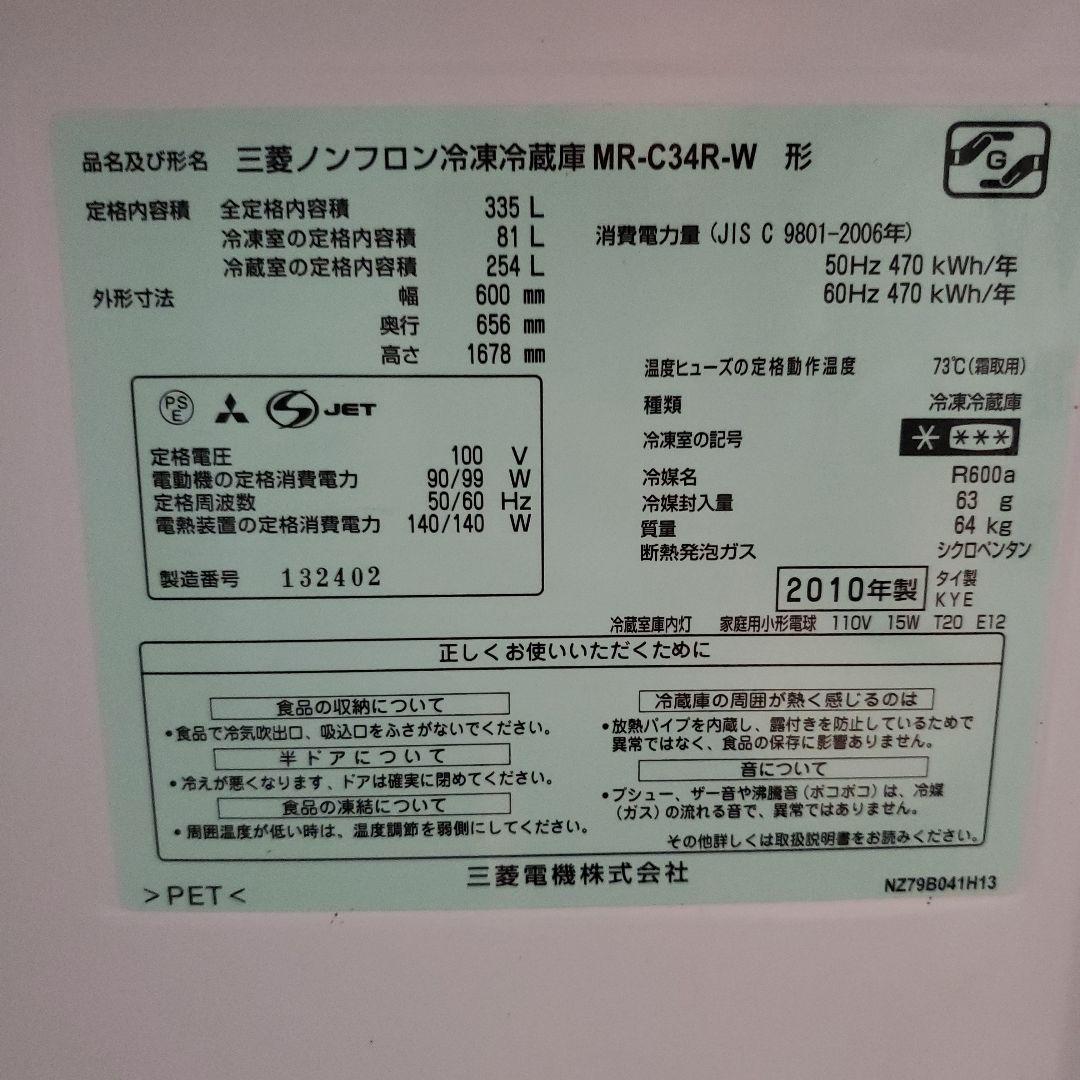 品名及び形名 三菱ノンフロン冷凍冷蔵庫 MR-C34R-W 形
G
定格内容積 全定格内容積 335 L
冷凍室の定格内容積 81 L
冷蔵室の定格内容積 254 L
外形寸法 幅 600 mm
奥行 656 mm
高さ 1678 mm
消費電力量 (JIS C 9801-2006年)
50Hz 470 kWh/年
60Hz 470 kWh/年
PS E JET
定格電圧 100 V
電動機の定格消費電力 90/99 W
定格周波数 50/60 Hz
電熱装置の定格消費電力 140/140 W
製造番号 132402
温度ヒューズの定格動作温度 73℃(霜取用)
種類 冷凍冷蔵庫
冷凍室の記号 * ***
冷媒名 R600a
冷媒封入量 63 g
質量 64 kg
断熱発泡ガス シクロペンタン
2010年製 タイ製
KYE
冷蔵室庫内灯 家庭用小形電球 110V 15W T20 E12
正しくお使いいただくために
食品の収納について
•食品で冷気吹出口、吸込口をふさがないでください。
半ドアについて
•冷えが悪くなります、ドアは確実に閉めてください。
食品の凍結について
•周囲温度が低い時は、温度調節を弱側にしてください。
冷蔵庫の周囲が熱く感じるのは
•放熱パイプを内蔵し、露付きを防止しているためで
異常ではなく、食品の保存に影響ありません。
音について
•プシュー、ザー音や沸騰音(ボコボコ)は、冷媒
(ガス)の流れる音で、異常ではありません。
その他詳しくは取扱説明書をお読みください。
>PET<
三菱電機株式会社
NZ79B041H13